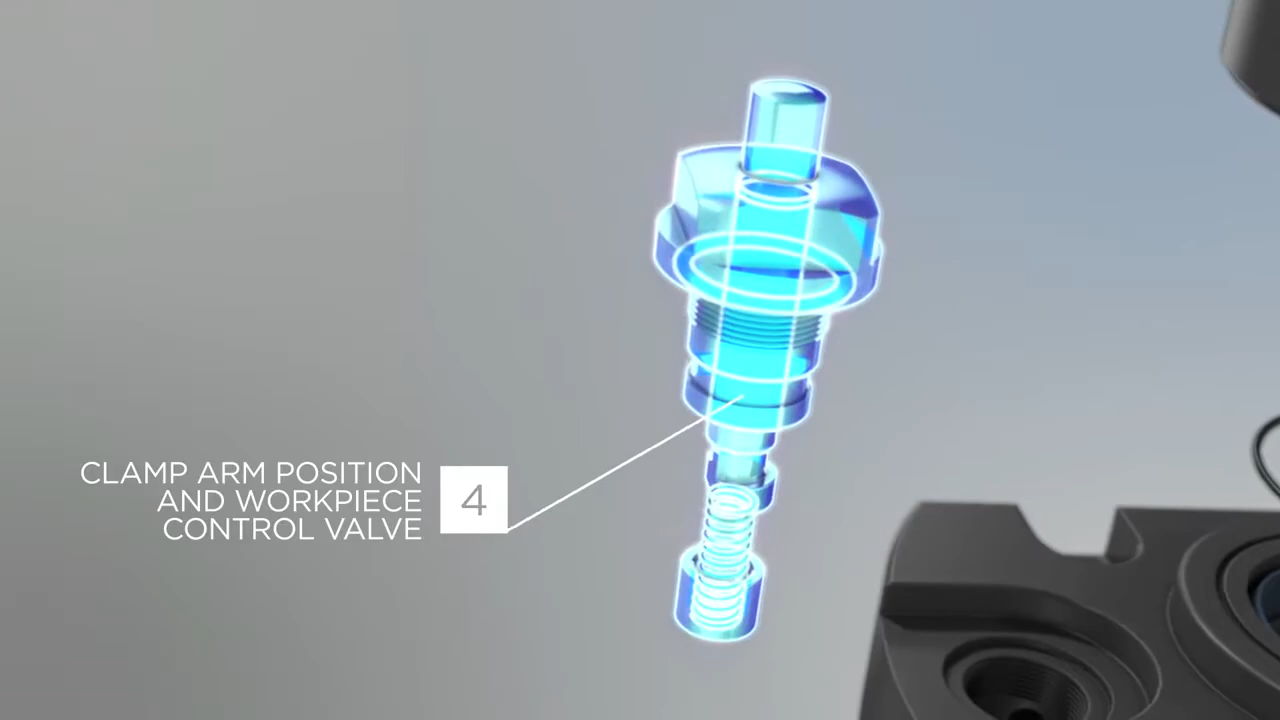 CLAMP ARM POSITION
AND WORKPIECE
CONTROL VALVE
4